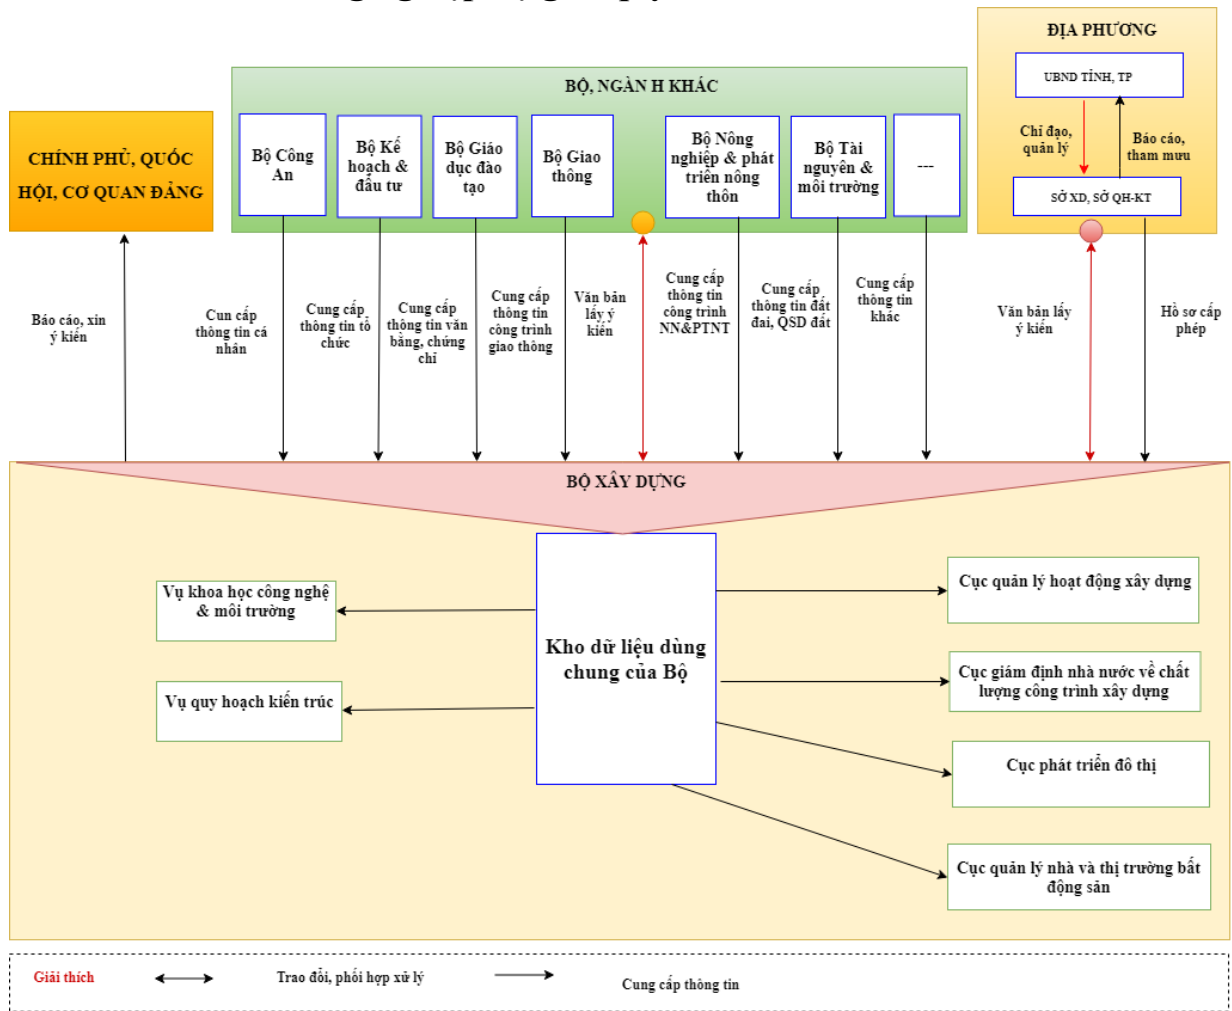 ĐỊA PHƯƠNG
UBND TỈNH, TP
Chỉ đạo,
quản lý
Báo cáo,
tham mưu
SỞ XD, SỞ QH-KT
BỘ, NGÀN H KHÁC
CHÍNH PHỦ, QUỐC
HỘI, CƠ QUAN ĐẢNG
Bộ Công
An
Bộ Kế
hoạch &
đầu tư
Bộ Giáo
dục đào
tạo
Bộ Giao
thông
Bộ Nông
nghiệp & phát
triển nông
thôn
Bộ Tài
nguyên &
môi trường
---
Báo cáo, xin
ý kiến
Cun cấp
thông tin cá
nhân
Cung cấp
thông tin tổ
chức
Cung cấp
thông tin văn
bằng, chứng
chỉ
Cung cấp
thông tin
công trình
giao thông
Văn bản
lấy ý
kiến
Cung cấp
thông tin
công trình
NN&PTNT
Cung cấp
thông tin đất
đai, QSD đất
Cung cấp
thông tin
khác
Văn bản lấy
ý kiến
Hồ sơ cấp
phép
BỘ XÂY DỰNG
Kho dữ liệu dùng
chung của Bộ
Vụ khoa học công nghệ
& môi trường
Vụ quy hoạch kiến trúc
Cục quản lý hoạt động xây dựng
Cục giám định nhà nước về chất
lượng công trình xây dựng
Cục phát triển đô thị
Cục quản lý nhà và thị trường bất
động sản
Giải thích
Trao đổi, phối hợp xử lý
Cung cấp thông tin